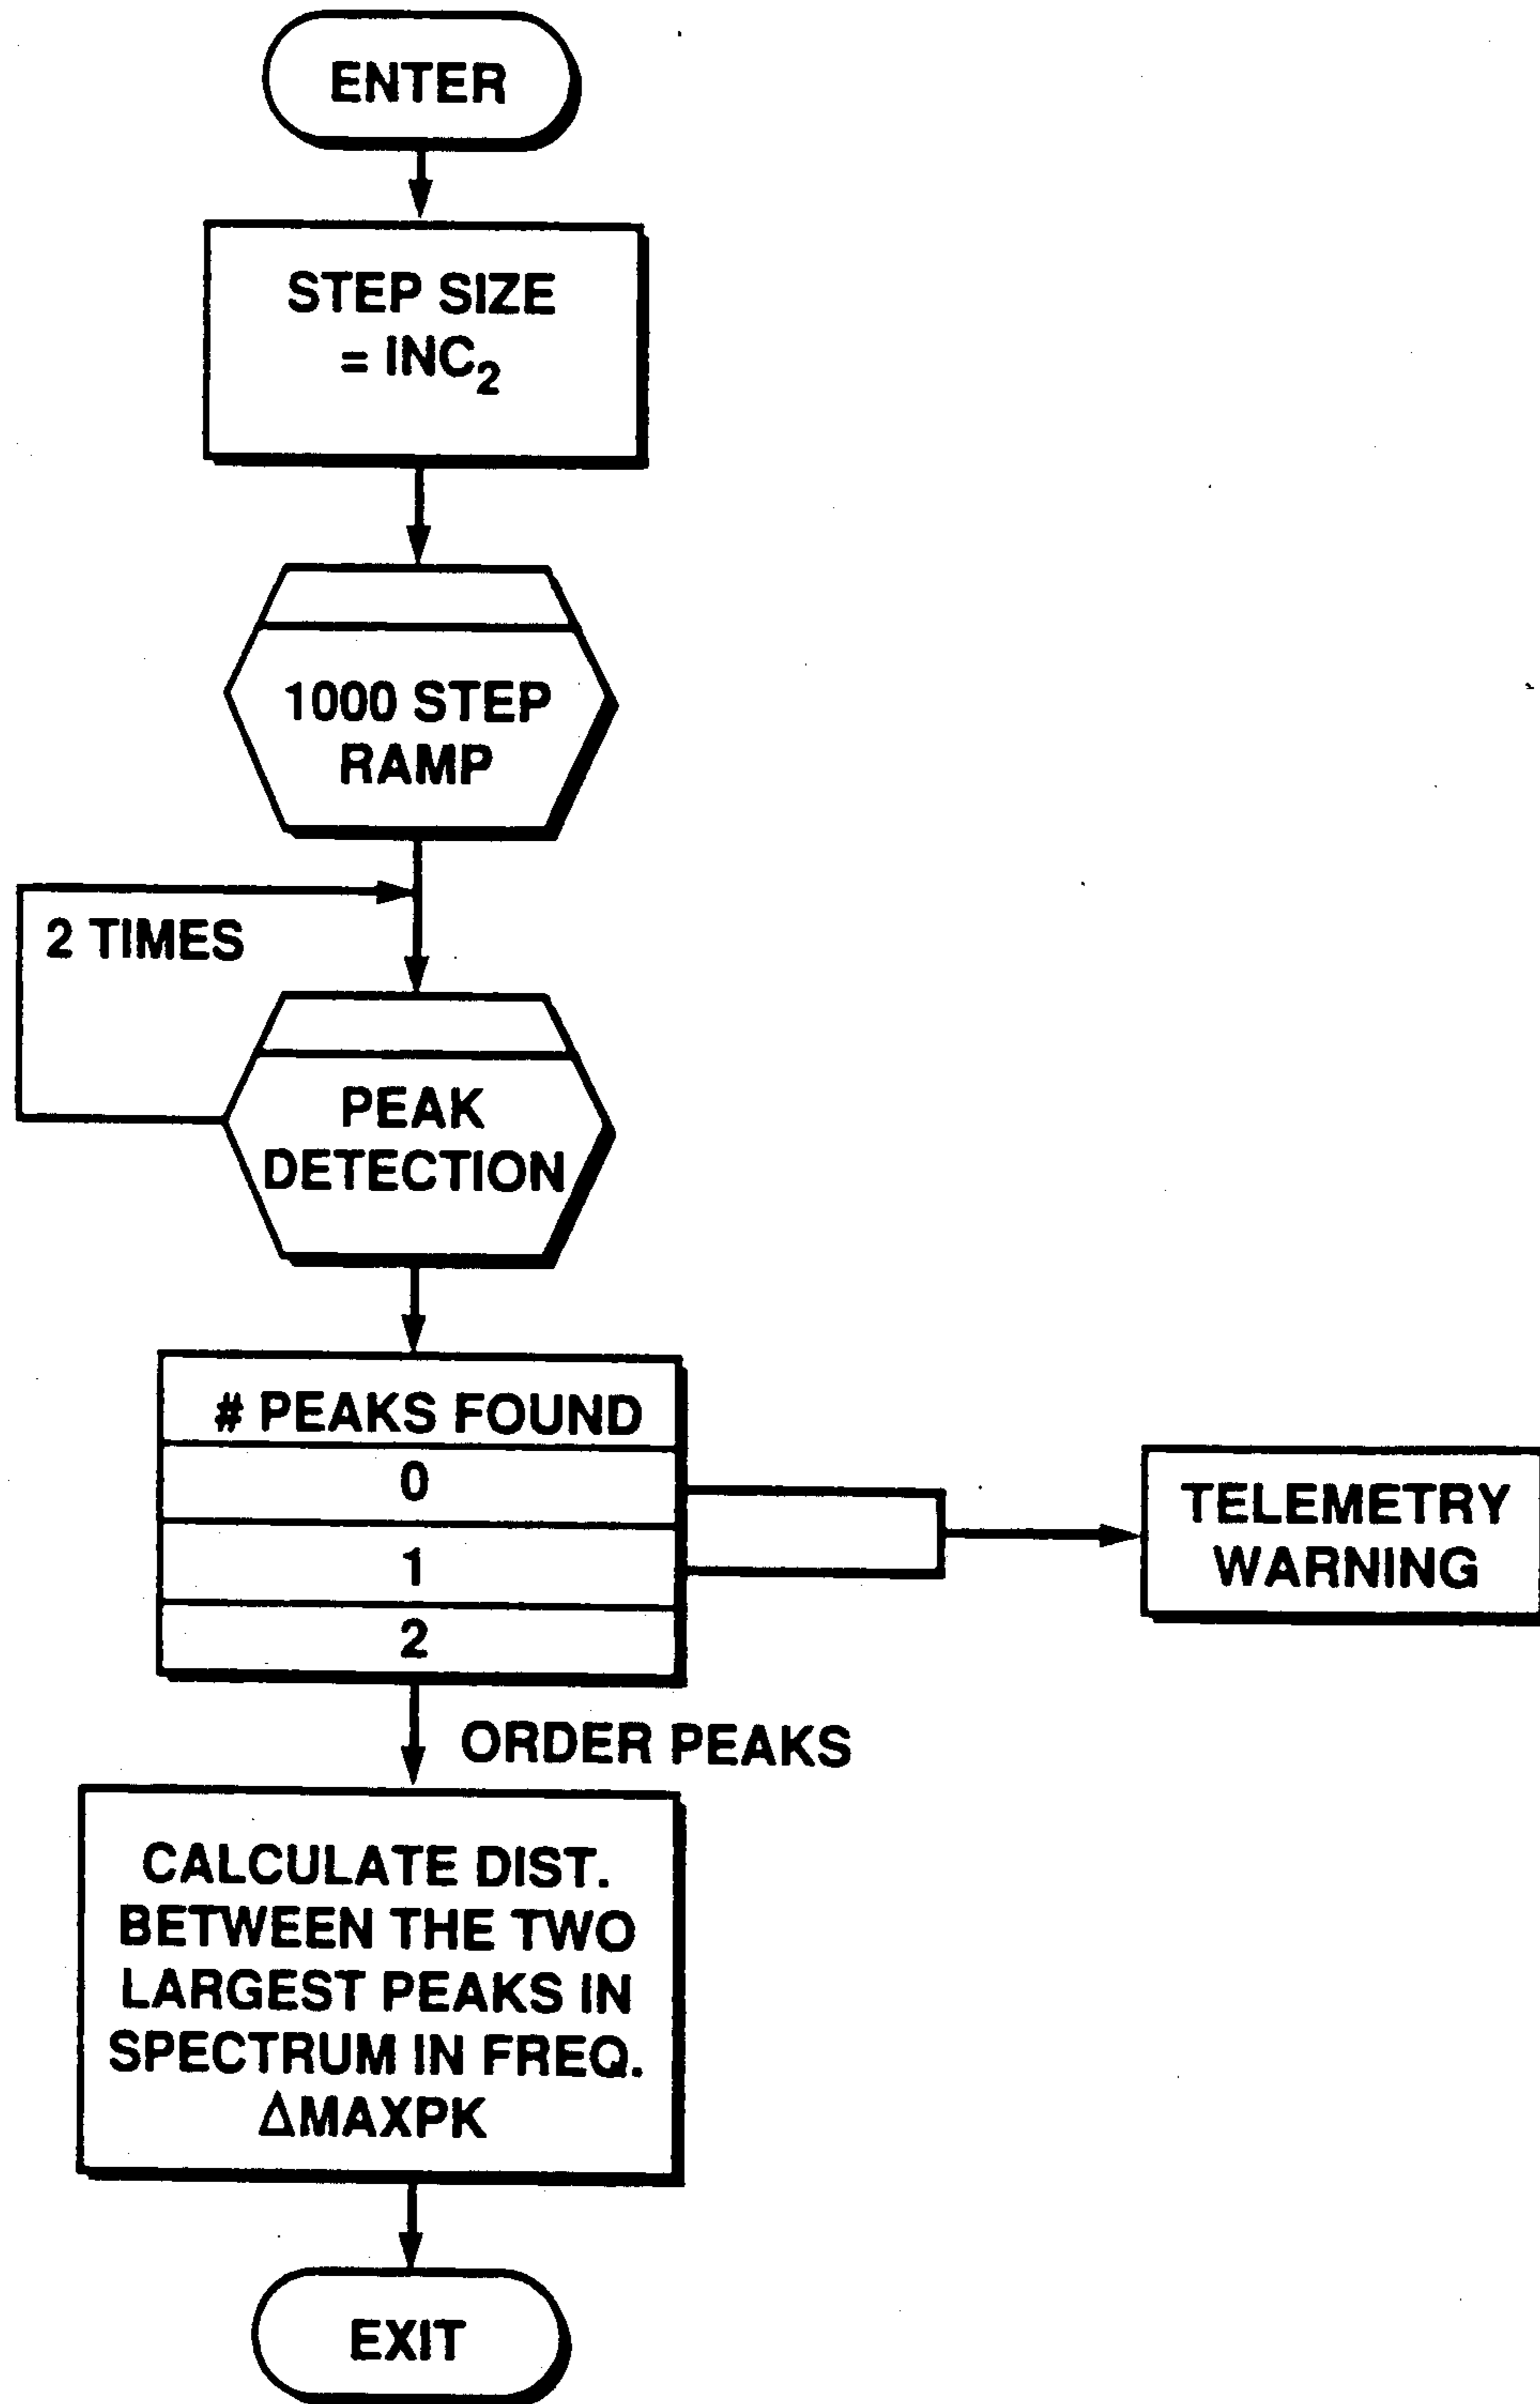 ENTER
STEP SIZE
= INC₂
1000 STEP
RAMP
2 TIMES
PEAK
DETECTION
# PEAKS FOUND
0
1
2
TELEMETRY
WARNING
ORDER PEAKS
CALCULATE DIST.
BETWEEN THE TWO
LARGEST PEAKS IN
SPECTRUM IN FREQ.
ΔMAXPK
EXIT